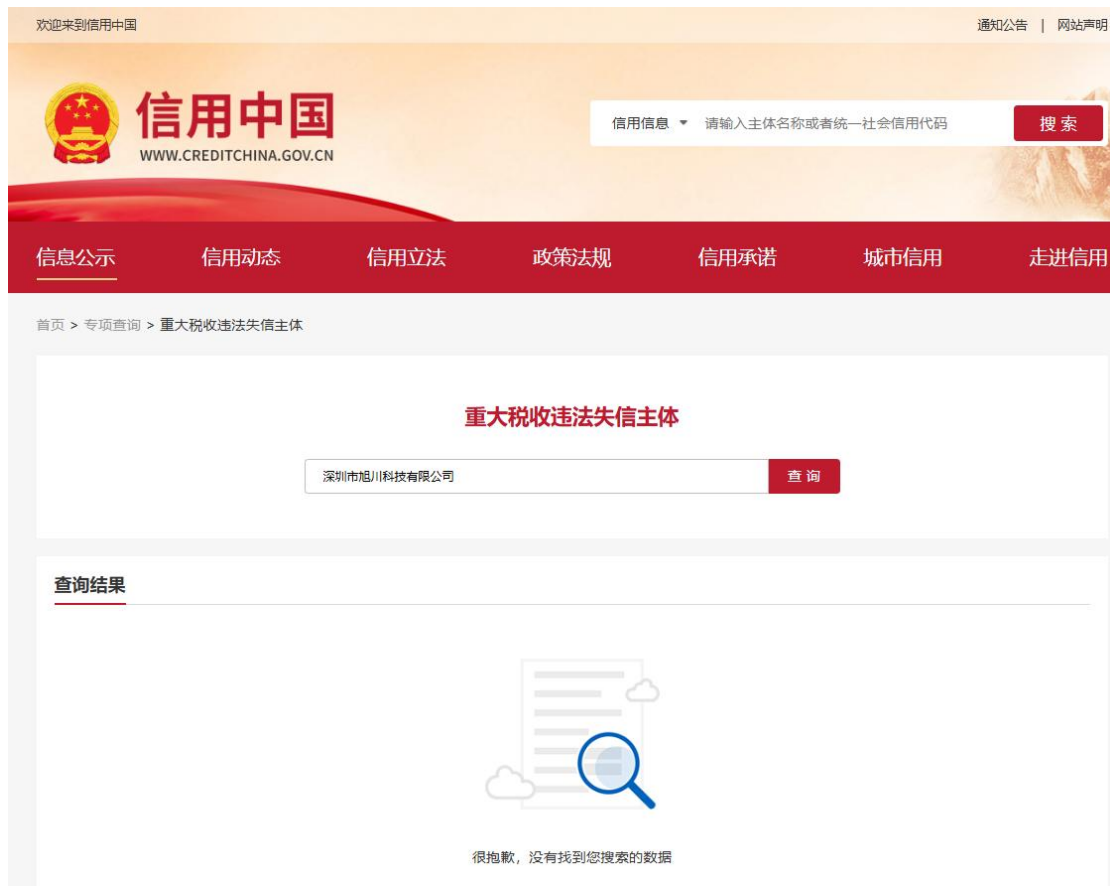 欢迎来到信用中国
通知公告 | 网站声明
信用中国
WWW.CREDITCHINA.GOV.CN
信用信息 请输入主体名称或者统一社会信用代码 搜索
信息公示 信用动态 信用立法 政策法规 信用承诺 城市信用 走进信用
首页 > 专项查询 > 重大税收违法失信主体
重大税收违法失信主体
深圳市旭川科技有限公司 查询
查询结果
很抱歉，没有找到您搜索的数据